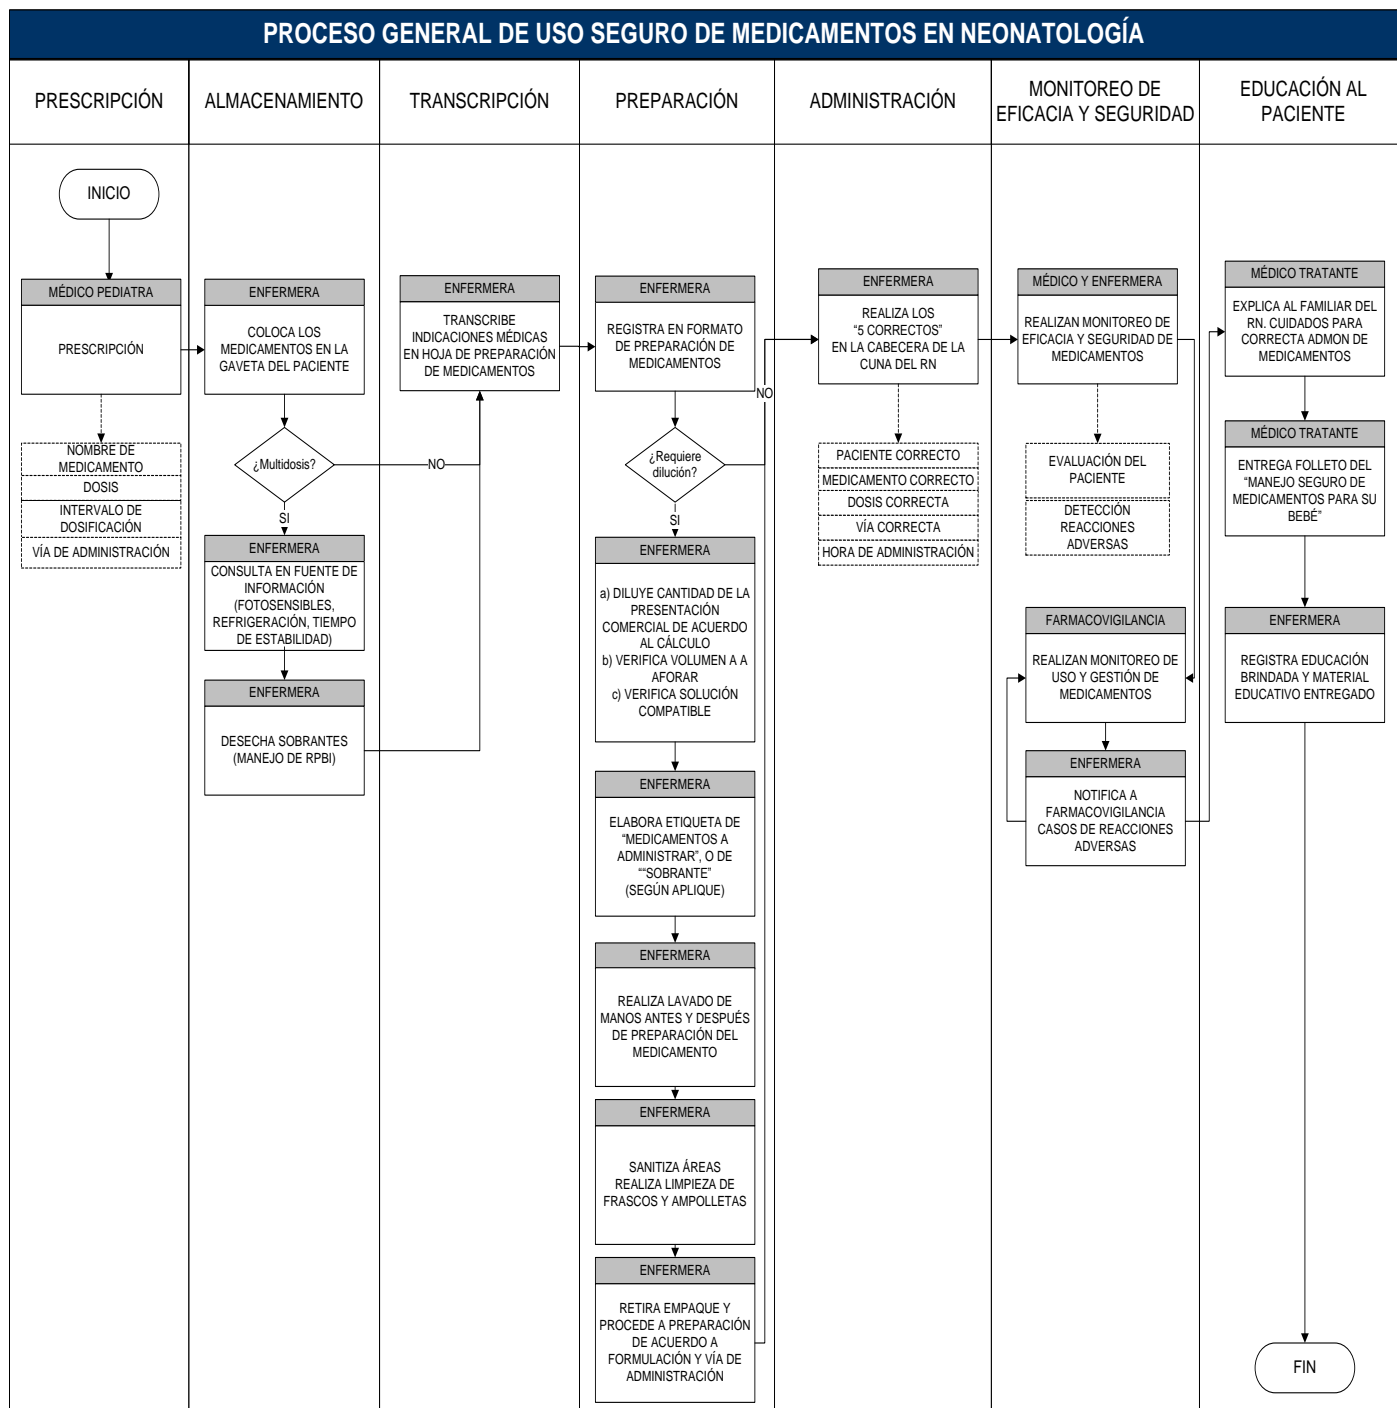 PROCESO GENERAL DE USO SEGURO DE MEDICAMENTOS EN NEONATOLOGÍA
PRESCRIPCIÓN
ALMACENAMIENTO
TRANSCRIPCIÓN
PREPARACIÓN
ADMINISTRACIÓN
MONITOREO DE
EFICACIA Y SEGURIDAD
EDUCACIÓN AL
PACIENTE
INICIO
MÉDICO PEDIATRA
PRESCRIPCIÓN
NOMBRE DE
MEDICAMENTO
DOSIS
INTERVALO DE
DOSIFICACIÓN
VÍA DE ADMINISTRACIÓN
ENFERMERA
COLOCA LOS
MEDICAMENTOS EN LA
GAVETA DEL PACIENTE
¿Multidosis?
NO
SI
ENFERMERA
CONSULTA EN FUENTE DE
INFORMACIÓN
(FOTOSENSIBLES,
REFRIGERACIÓN, TIEMPO
DE ESTABILIDAD)
ENFERMERA
DESECHA SOBRANTES
(MANEJO DE RPBI)
ENFERMERA
TRANSCRIBE
INDICACIONES MÉDICAS
EN HOJA DE PREPARACIÓN
DE MEDICAMENTOS
ENFERMERA
REGISTRA EN FORMATO
DE PREPARACIÓN DE
MEDICAMENTOS
¿Requiere
dilución?
NO
SI
ENFERMERA
a) DILUYE CANTIDAD DE LA
PRESENTACIÓN
COMERCIAL DE ACUERDO
AL CÁLCULO
b) VERIFICA VOLUMEN A A
AFORAR
c) VERIFICA SOLUCIÓN
COMPATIBLE
ENFERMERA
ELABORA ETIQUETA DE
“MEDICAMENTOS A
ADMINISTRAR”, O DE
““SOBRANTE”
(SEGÚN APLIQUE)
ENFERMERA
REALIZA LAVADO DE
MANOS ANTES Y DESPUÉS
DE PREPARACIÓN DEL
MEDICAMENTO
ENFERMERA
SANITIZA ÁREAS
REALIZA LIMPIEZA DE
FRASCOS Y AMPOLLETAS
ENFERMERA
RETIRA EMPAQUE Y
PROCEDE A PREPARACIÓN
DE ACUERDO A
FORMULACIÓN Y VÍA DE
ADMINISTRACIÓN
ENFERMERA
REALIZA LOS
“5 CORRECTOS”
EN LA CABECERA DE LA
CUNA DEL RN
PACIENTE CORRECTO
MEDICAMENTO CORRECTO
DOSIS CORRECTA
VÍA CORRECTA
HORA DE ADMINISTRACIÓN
MÉDICO Y ENFERMERA
REALIZAN MONITOREO DE
EFICACIA Y SEGURIDAD DE
MEDICAMENTOS
EVALUACIÓN DEL
PACIENTE
DETECCIÓN
REACCIONES
ADVERSAS
FARMACOVIGILANCIA
REALIZAN MONITOREO DE
USO Y GESTIÓN DE
MEDICAMENTOS
ENFERMERA
NOTIFICA A
FARMACOVIGILANCIA
CASOS DE REACCIONES
ADVERSAS
MÉDICO TRATANTE
EXPLICA AL FAMILIAR DEL
RN. CUIDADOS PARA
CORRECTA ADMON DE
MEDICAMENTOS
MÉDICO TRATANTE
ENTREGA FOLLETO DEL
“MANEJO SEGURO DE
MEDICAMENTOS PARA SU
BEBÉ”
ENFERMERA
REGISTRA EDUCACIÓN
BRINDADA Y MATERIAL
EDUCATIVO ENTREGADO
FIN